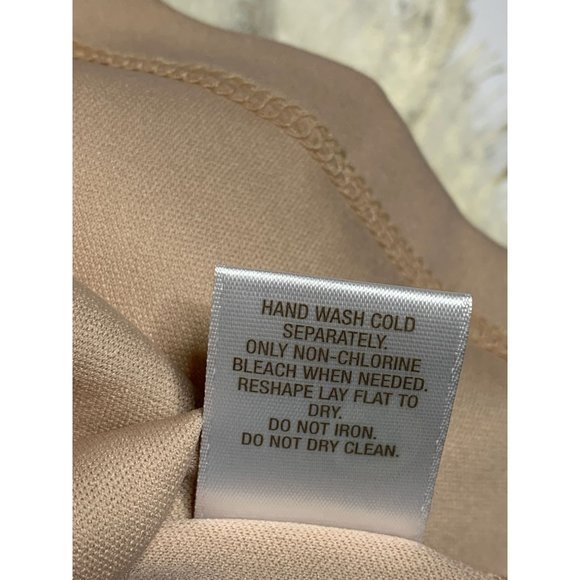 HAND WASH COLD
SEPARATELY.
ONLY NON-CHLORINE
BLEACH WHEN NEEDED.
RESHAPE LAY FLAT TO
DRY.
DO NOT IRON.
DO NOT DRY CLEAN.